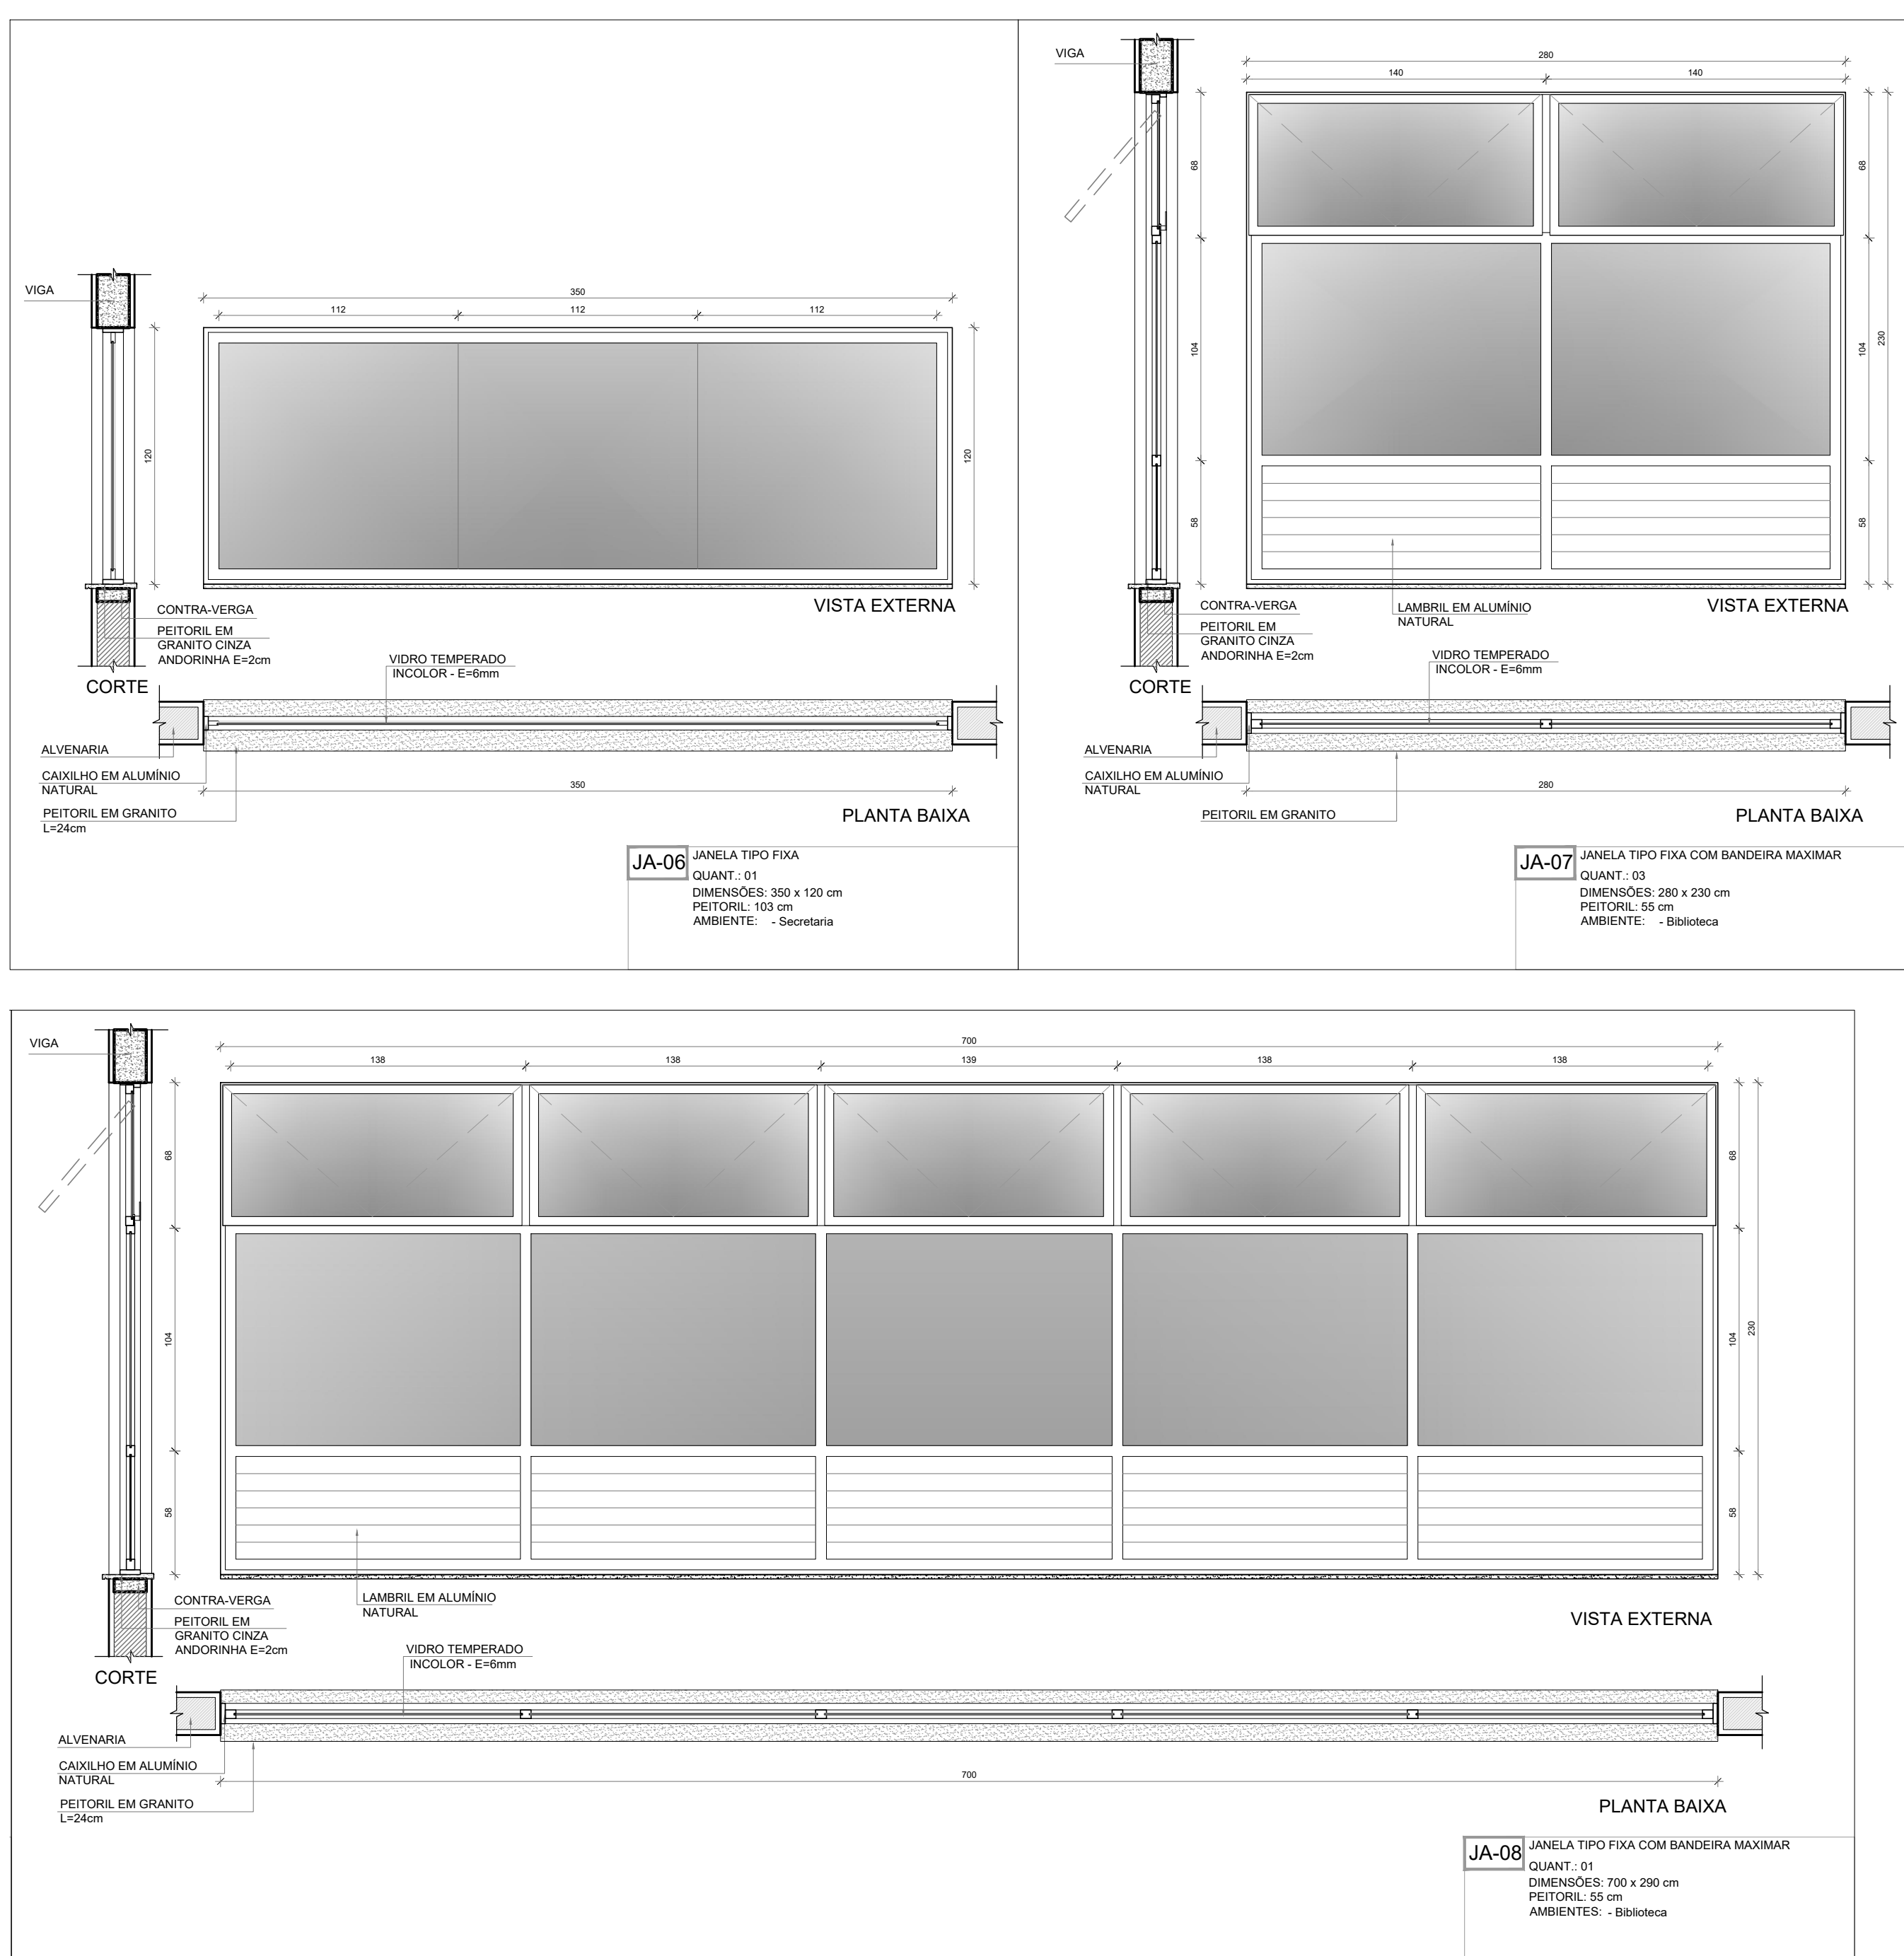 VIGA
350
112
112
112
120
120
VISTA EXTERNA
CONTRA-VERGA
PEITORIL EM
GRANITO CINZA
ANDORINHA E=2cm
CORTE
VIDRO TEMPERADO
INCOLOR - E=6mm
ALVENARIA
CAIXILHO EM ALUMÍNIO
NATURAL
350
PEITORIL EM GRANITO
L=24cm
PLANTA BAIXA
JA-06
JANELA TIPO FIXA
QUANT.: 01
DIMENSÕES: 350 x 120 cm
PEITORIL: 103 cm
AMBIENTE: - Secretaria
VIGA
280
140
140
68
68
104
104
230
58
58
CONTRA-VERGA
LAMBRIL EM ALUMÍNIO
NATURAL
VISTA EXTERNA
PEITORIL EM
GRANITO CINZA
ANDORINHA E=2cm
CORTE
VIDRO TEMPERADO
INCOLOR - E=6mm
ALVENARIA
CAIXILHO EM ALUMÍNIO
NATURAL
280
PEITORIL EM GRANITO
PLANTA BAIXA
JA-07
JANELA TIPO FIXA COM BANDEIRA MAXIMAR
QUANT.: 03
DIMENSÕES: 280 x 230 cm
PEITORIL: 55 cm
AMBIENTE: - Biblioteca
VIGA
700
138
138
139
138
138
68
68
104
104
230
58
58
CONTRA-VERGA
LAMBRIL EM ALUMÍNIO
NATURAL
VISTA EXTERNA
PEITORIL EM
GRANITO CINZA
ANDORINHA E=2cm
CORTE
VIDRO TEMPERADO
INCOLOR - E=6mm
ALVENARIA
CAIXILHO EM ALUMÍNIO
NATURAL
700
PEITORIL EM GRANITO
L=24cm
PLANTA BAIXA
JA-08
JANELA TIPO FIXA COM BANDEIRA MAXIMAR
QUANT.: 01
DIMENSÕES: 700 x 290 cm
PEITORIL: 55 cm
AMBIENTES: - Biblioteca